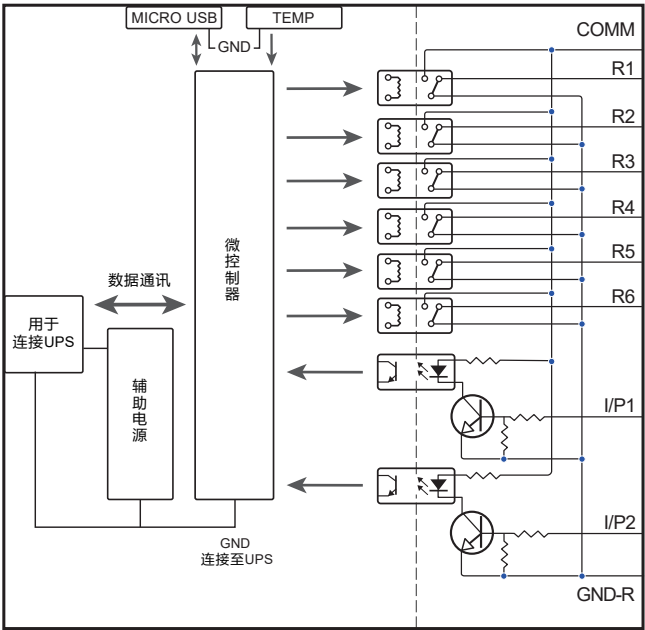 MICRO USB
TEMP
GND
COMM
R1
R2
R3
R4
R5
R6
微控制器
数据通讯
用于
连接UPS
辅助电源
I/P1
I/P2
GND
连接至UPS
GND-R